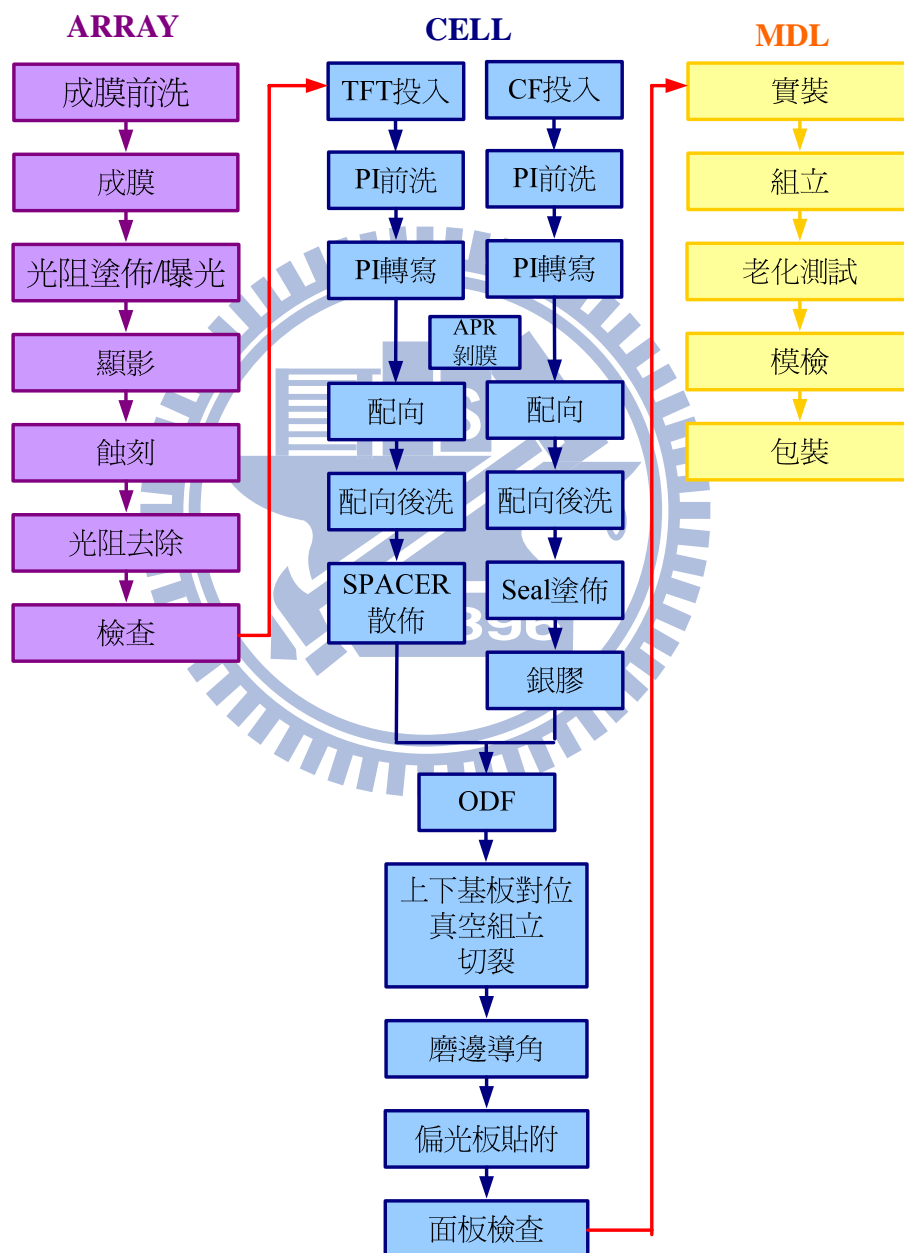 ARRAY
成膜前洗
成膜
光阻塗佈/曝光
顯影
蝕刻
光阻去除
檢查
CELL
TFT投入
PI前洗
PI轉寫
APR
剝膜
配向
配向後洗
SPACER
散佈
CF投入
PI前洗
PI轉寫
配向
配向後洗
Seal塗佈
銀膠
ODF
上下基板對位
真空組立
切裂
磨邊導角
偏光板貼附
面板檢查
MDL
實裝
組立
老化測試
模檢
包裝